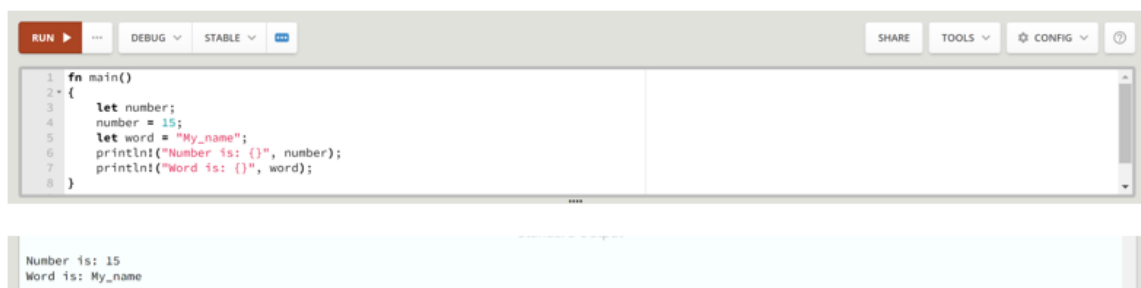 RUN ... DEBUG STABLE SHARE TOOLS CONFIG ?
1 fn main()
2 {
3 let number;
4 number = 15;
5 let word = "My_name";
6 println!("Number is: {}", number);
7 println!("Word is: {}", word);
8 }
Number is: 15
Word is: My_name